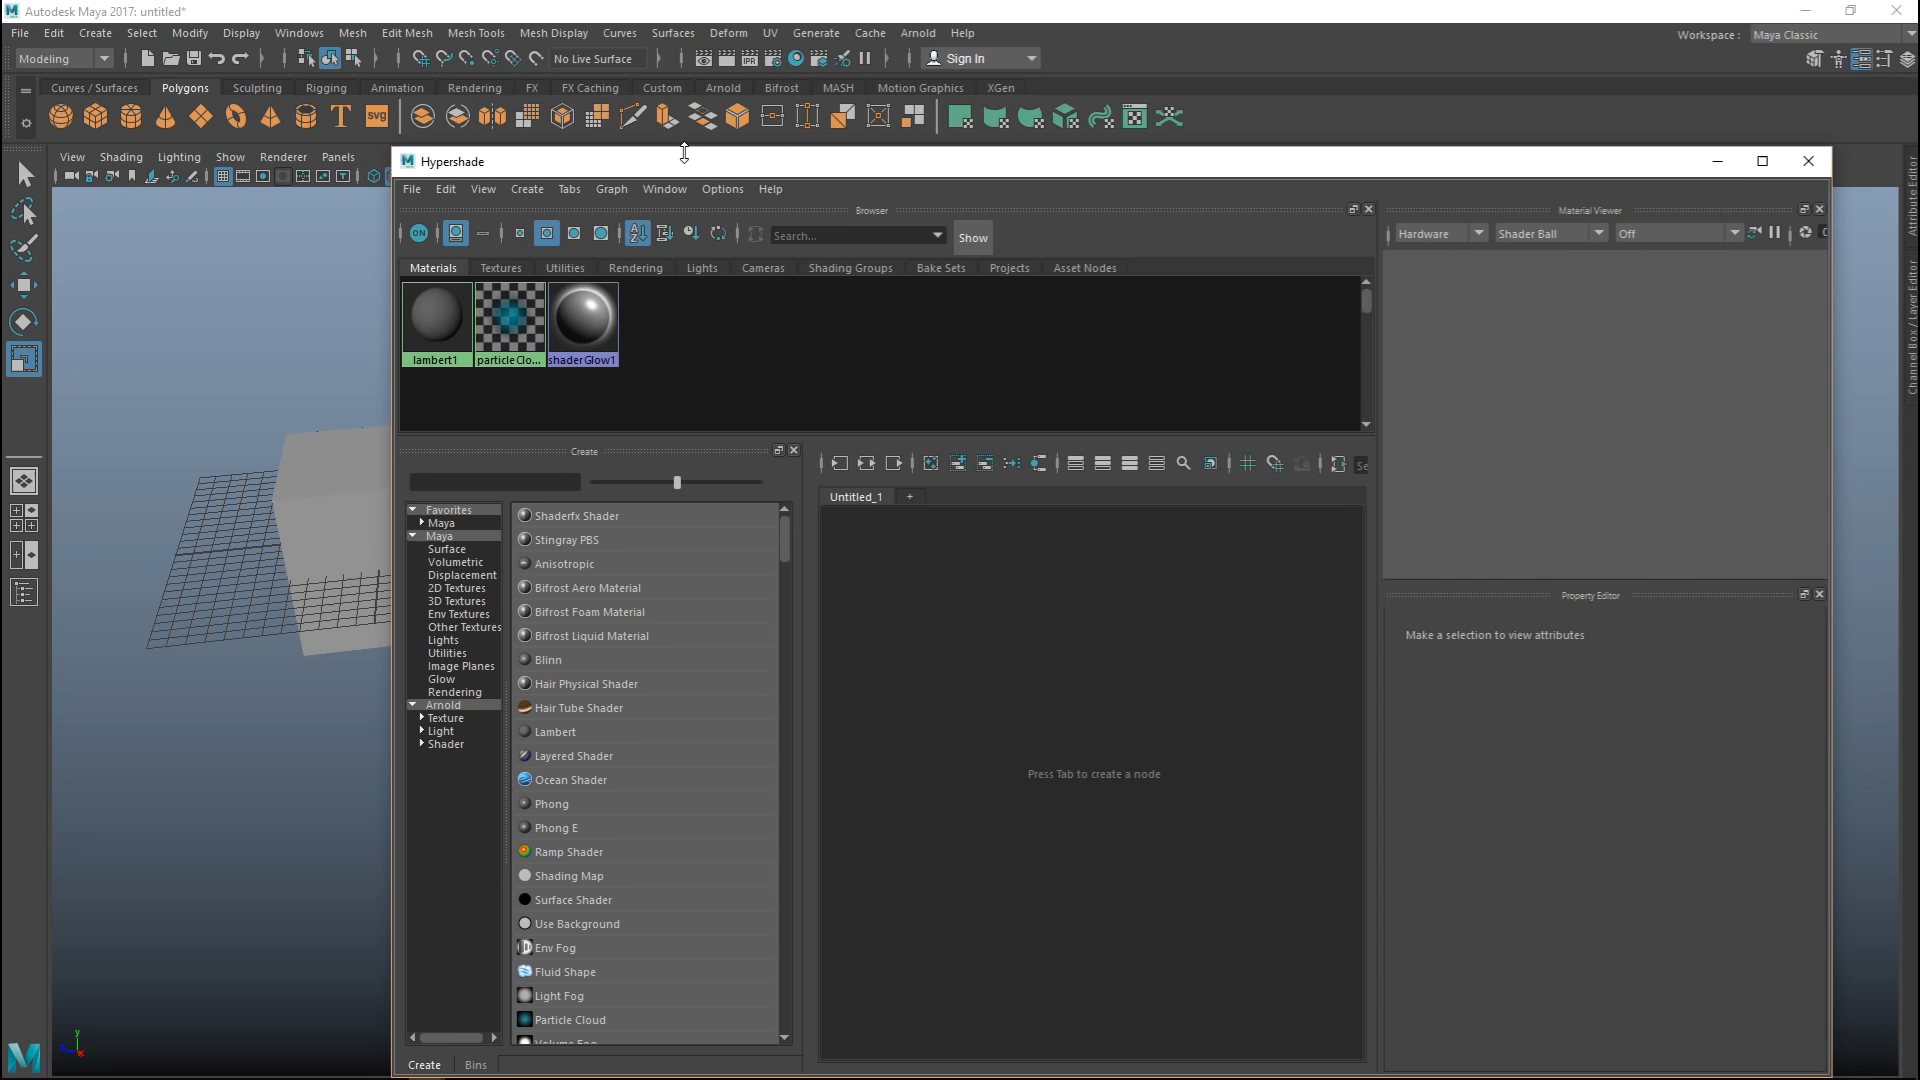 Autodesk Maya 2017: untitled*
File Edit Create Select Modify Display Windows Mesh Edit Mesh Mesh Tools Mesh Display Curves Surfaces Deform UV Generate Cache Arnold Help
Workspace : Maya Classic
Modeling
No Live Surface
IPR
Sign In
Curves / Surfaces Polygons Sculpting Rigging Animation Rendering FX FX Caching Custom Arnold Bifrost MASH Motion Graphics XGen
T
SVG
View Shading Lighting Show Renderer Panels
Hypershade
File Edit View Create Tabs Graph Window Options Help
Browser
ON
Search...
Show
Materials Textures Utilities Rendering Lights Cameras Shading Groups Bake Sets Projects Asset Nodes
lambert1 particleClo... shaderGlow1
Create
Favorites
Maya
Maya
Surface
Volumetric
Displacement
2D Textures
3D Textures
Env Textures
Other Textures
Lights
Utilities
Image Planes
Glow
Rendering
Arnold
Texture
Light
Shader
Shaderfx Shader
Stingray PBS
Anisotropic
Bifrost Aero Material
Bifrost Foam Material
Bifrost Liquid Material
Blinn
Hair Physical Shader
Hair Tube Shader
Lambert
Layered Shader
Ocean Shader
Phong
Phong E
Ramp Shader
Shading Map
Surface Shader
Use Background
Env Fog
Fluid Shape
Light Fog
Particle Cloud
Volume Fog
Create Bins
Untitled_1 +
Press Tab to create a node
Material Viewer
Hardware Shader Ball Off
Property Editor
Make a selection to view attributes
Attribute Editor
Channel Box / Layer Editor
y